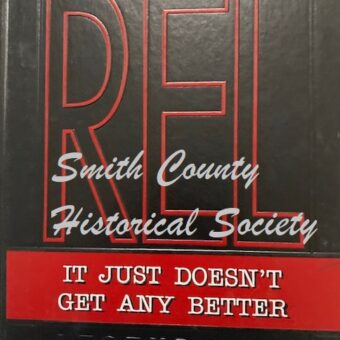 REL
Smith County
Historical Society
IT JUST DOESN'T
GET ANY BETTER